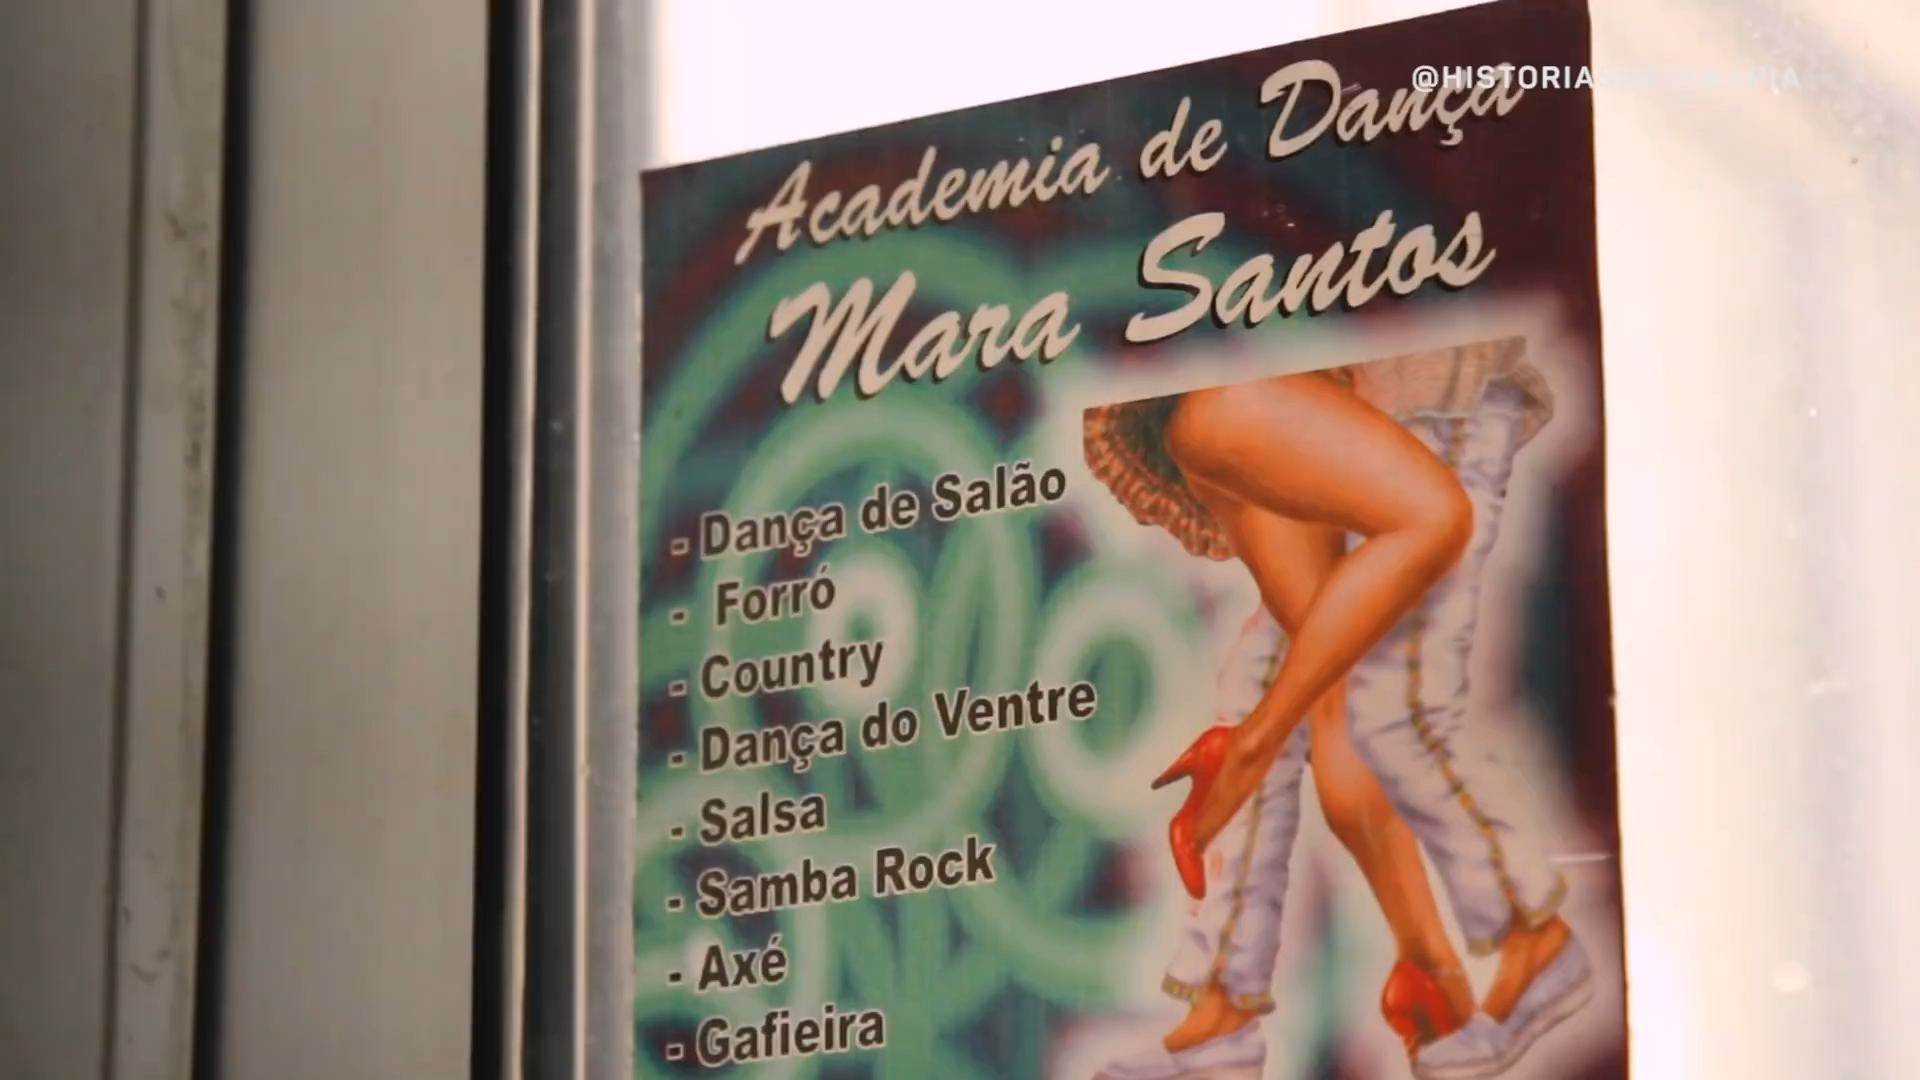 Academia de Dança
Mara Santos
- Dança de Salão
- Forró
- Country
- Dança do Ventre
- Salsa
- Samba Rock
- Axé
- Gafieira